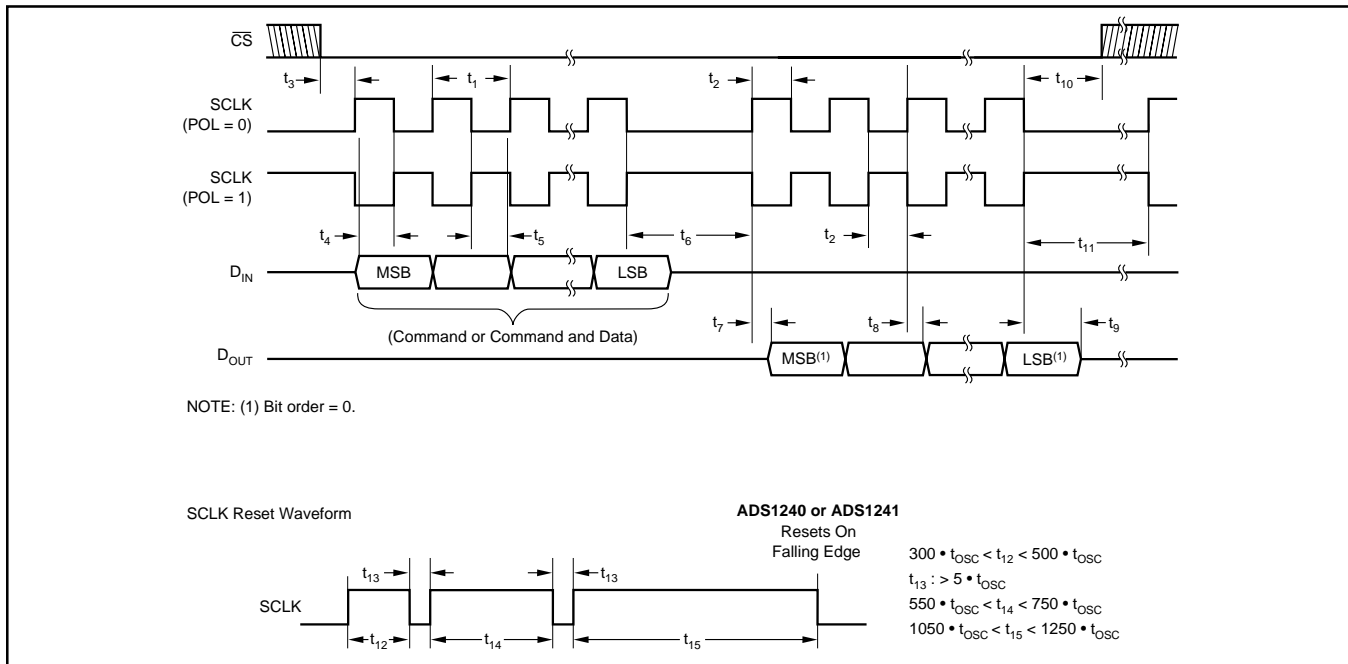 CS
t3
t1
t2
t10
SCLK
(POL = 0)
SCLK
(POL = 1)
t4
t5
t6
t2
t11
DIN
MSB
LSB
(Command or Command and Data)
t7
t8
t9
DOUT
MSB(1)
LSB(1)
NOTE: (1) Bit order = 0.
SCLK Reset Waveform
ADS1240 or ADS1241
Resets On
Falling Edge
300 • tOSC < t12 < 500 • tOSC
t13 : > 5 • tOSC
550 • tOSC < t14 < 750 • tOSC
1050 • tOSC < t15 < 1250 • tOSC
t13
t13
SCLK
t12
t14
t15